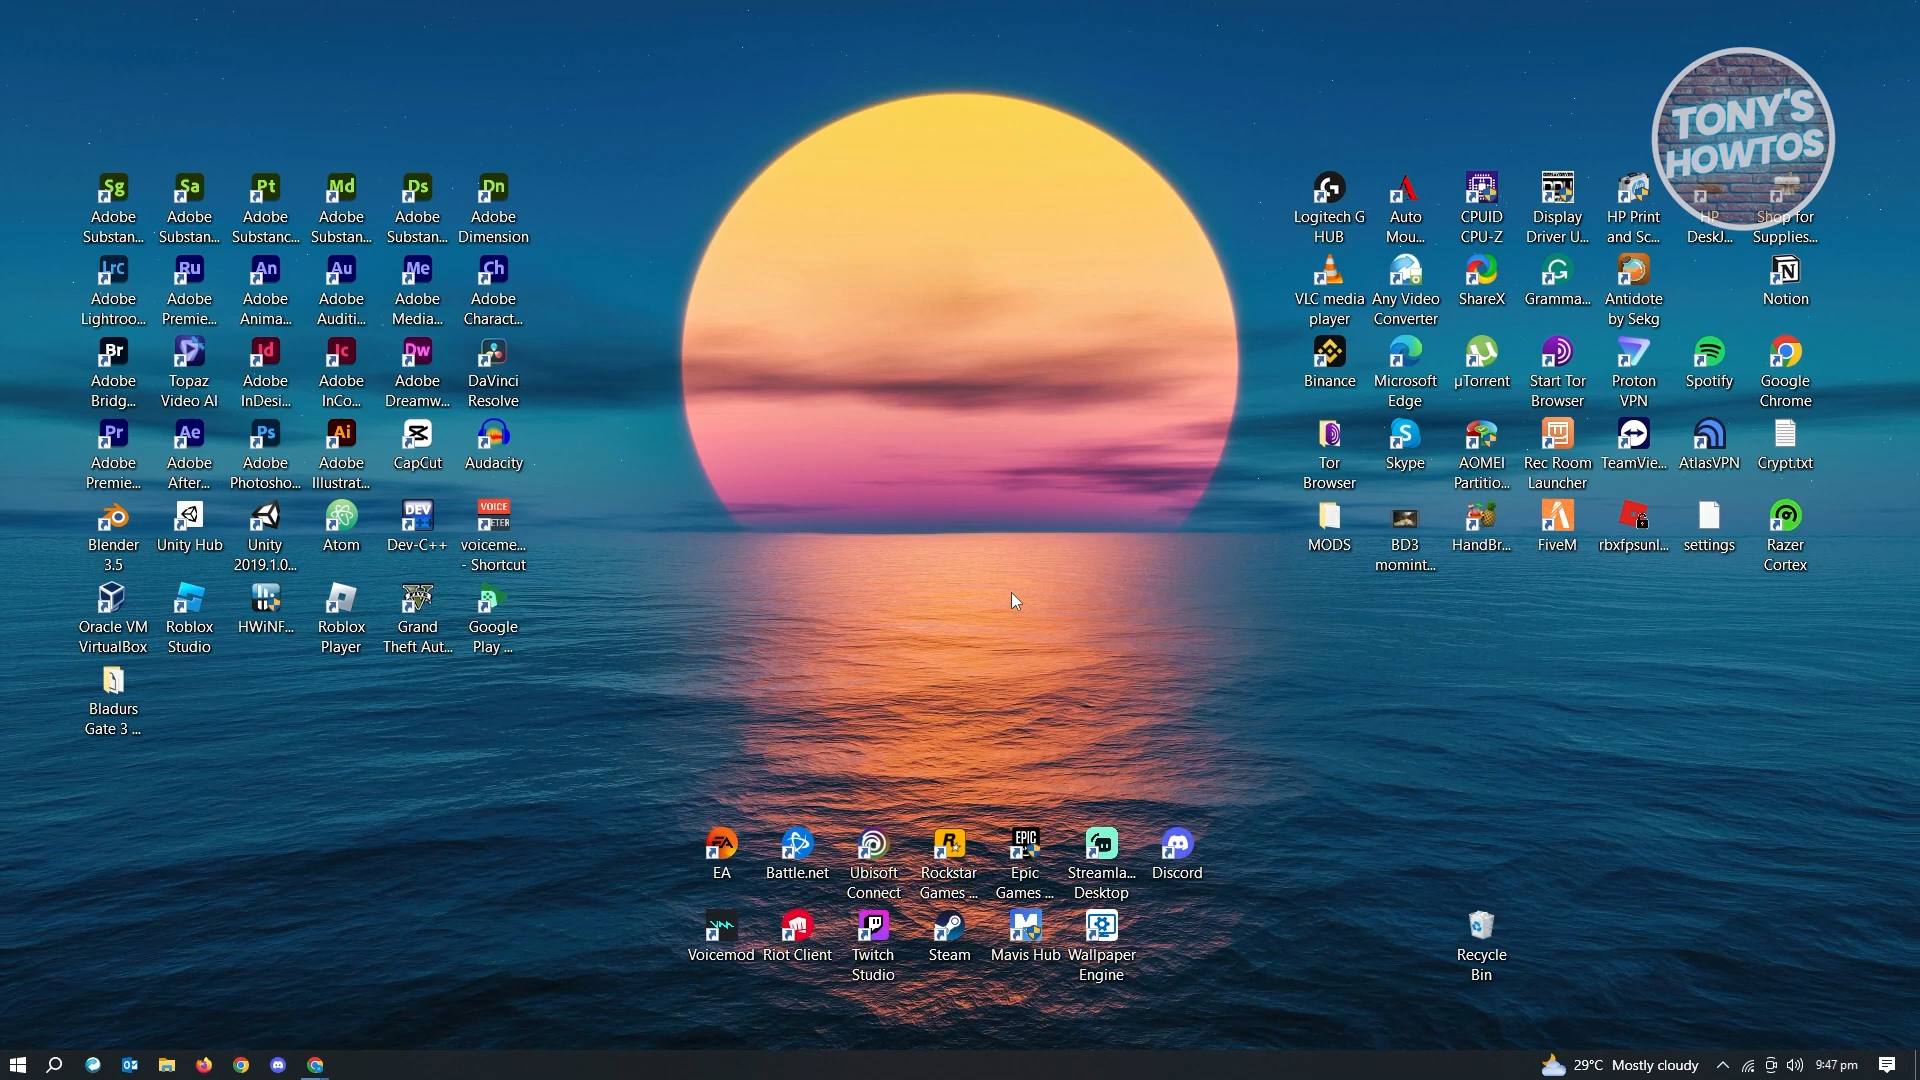 TONY'S
HOWTOS
Sg
Sa
Pt
Md
Ds
Dn
Adobe
Substan...
Adobe
Substan...
Adobe
Substanc...
Adobe
Substan...
Adobe
Substan...
Adobe
Dimension
Lrc
Ru
An
Au
Me
Ch
Adobe
Lightroo...
Adobe
Premie...
Adobe
Anima...
Adobe
Auditi...
Adobe
Media...
Adobe
Charact...
Br
Id
Ic
Dw
Adobe
Bridg...
Topaz
Video AI
Adobe
InDesi...
Adobe
InCo...
Adobe
Dreamw...
DaVinci
Resolve
Pr
Ae
Ps
Ai
Adobe
Premie...
Adobe
After...
Adobe
Photosho...
Adobe
Illustrat...
CapCut
Audacity
DEV
VOICE
METER
Blender
3.5
Unity Hub
Unity
2019.1.0...
Atom
Dev-C++
voiceme...
- Shortcut
Oracle VM
VirtualBox
Roblox
Studio
HWiNF...
Roblox
Player
Grand
Theft Aut...
Google
Play ...
Bladurs
Gate 3 ...
Logitech G
HUB
Auto
Mou...
CPUID
CPU-Z
Display
Driver U...
HP Print
and Sc...
HP
DeskJ...
Shop for
Supplies...
VLC media
player
Any Video
Converter
ShareX
Gramma...
Antidote
by Sekg
Notion
Binance
Microsoft
Edge
µTorrent
Start Tor
Browser
Proton
VPN
Spotify
Google
Chrome
Tor
Browser
Skype
AOMEI
Partitio...
Rec Room
Launcher
TeamVie...
AtlasVPN
Crypt.txt
MODS
BD3
momint...
HandBr...
FiveM
rbxfpsunl...
settings
Razer
Cortex
EA
Battle.net
Ubisoft
Connect
Rockstar
Games ...
EPIC
Epic
Games ...
Streamla...
Desktop
Discord
Voicemod
Riot Client
Twitch
Studio
Steam
Mavis Hub
Wallpaper
Engine
Recycle
Bin
29°C Mostly cloudy
9:47 pm